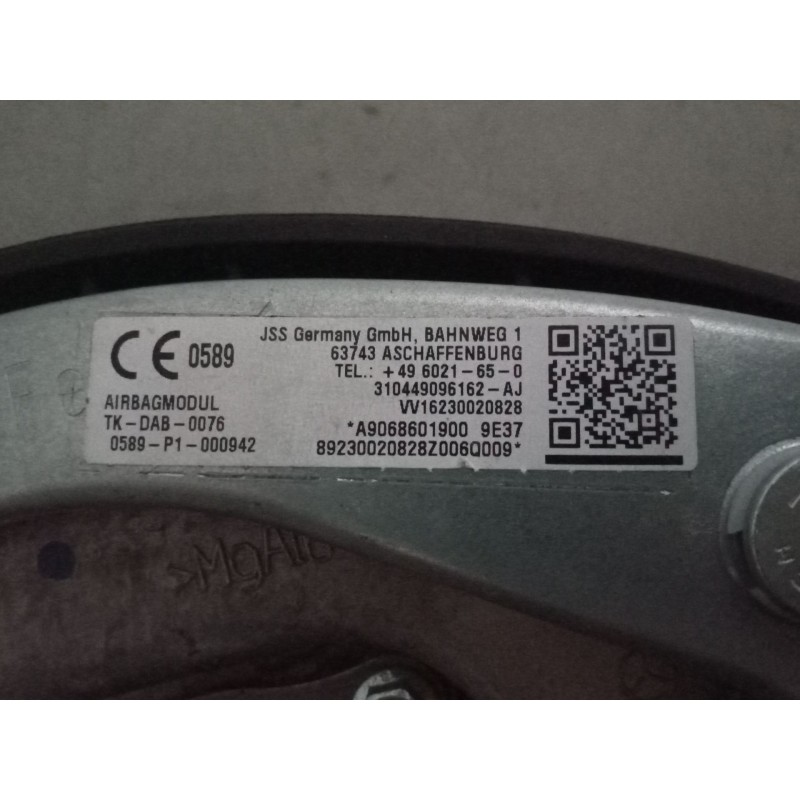 CE 0589
AIRBAGMODUL
TK-DAB-0076
0589-P1-000942
JSS Germany GmbH, BAHNWEG 1
63743 ASCHAFFENBURG
TEL.: +49 6021-65-0
310449096162-AJ
VV16230020828
*A9068601900 9E37
89230020828Z006Q009*